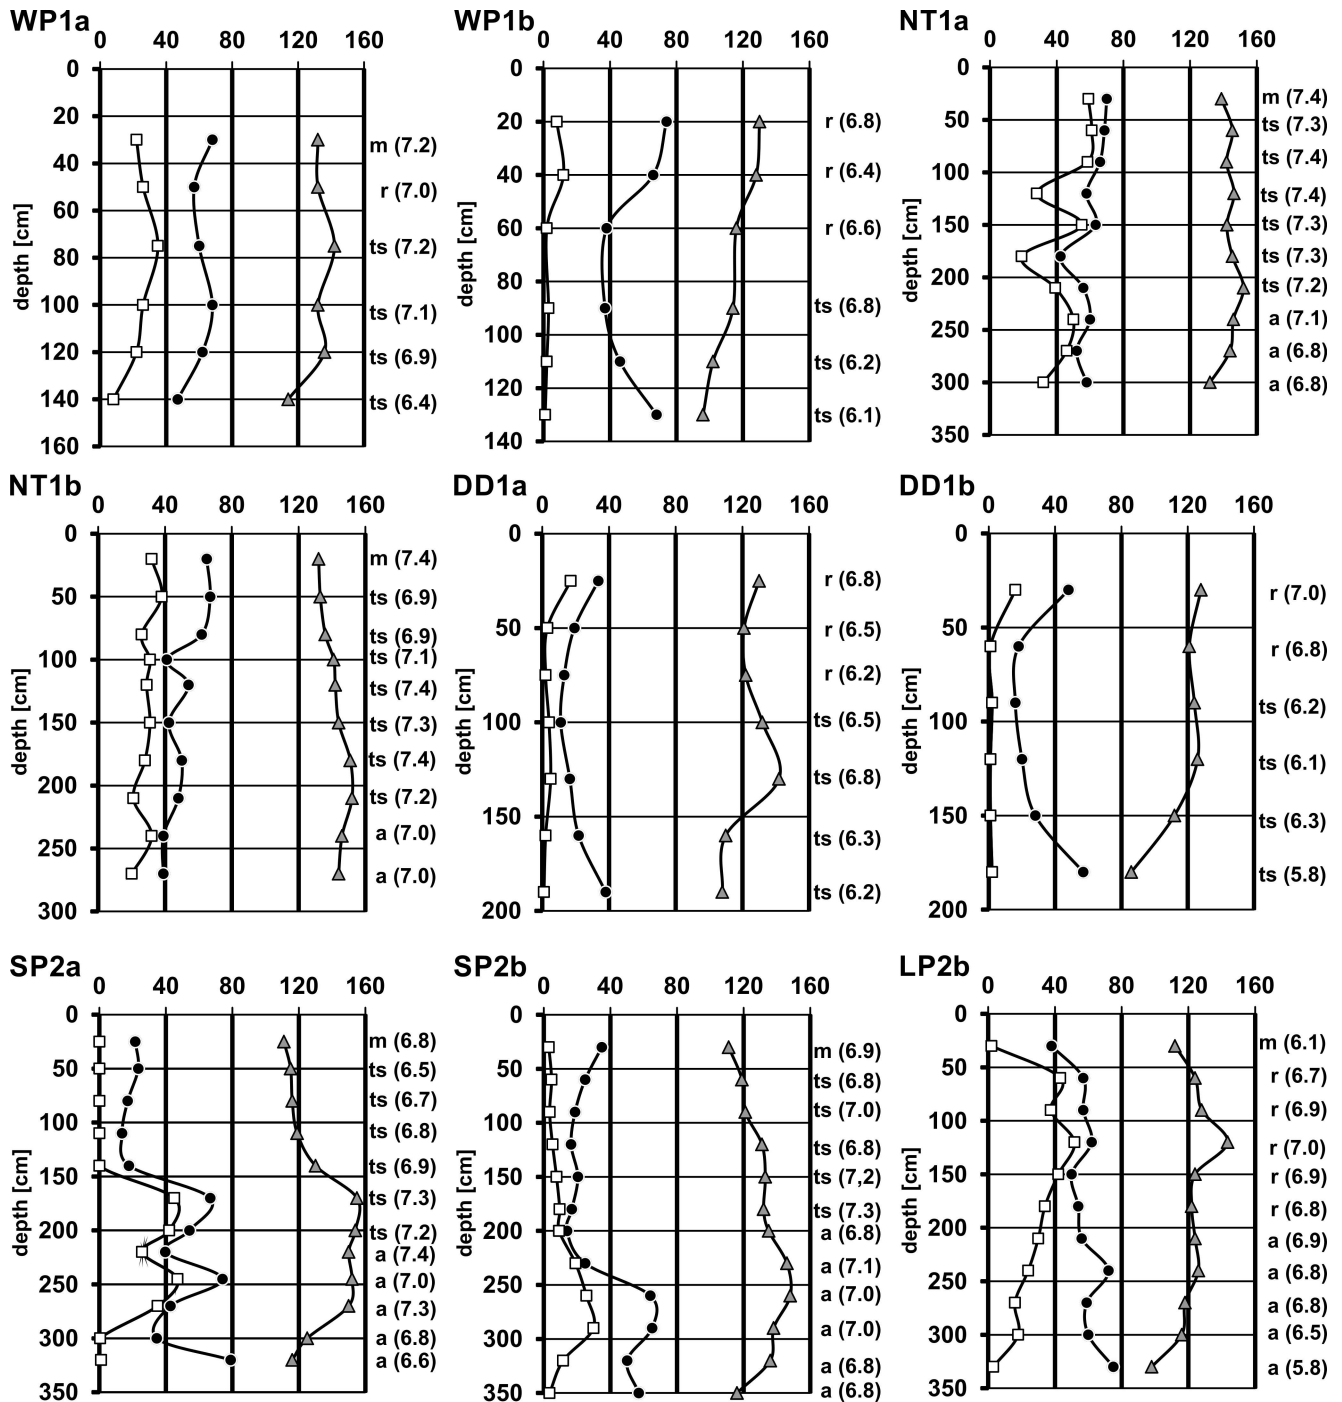 WP1a
0 40 80 120 160
0
20
40
60
80
100
120
140
160
depth [cm]
m (7.2)
r (7.0)
ts (7.2)
ts (7.1)
ts (6.9)
ts (6.4)
WP1b
0 40 80 120 160
0
20
40
60
80
100
120
140
depth [cm]
r (6.8)
r (6.4)
r (6.6)
ts (6.8)
ts (6.2)
ts (6.1)
NT1a
0 40 80 120 160
0
50
100
150
200
250
300
350
depth [cm]
m (7.4)
ts (7.3)
ts (7.4)
ts (7.4)
ts (7.3)
ts (7.3)
ts (7.2)
a (7.1)
a (6.8)
a (6.8)
NT1b
0 40 80 120 160
0
50
100
150
200
250
300
depth [cm]
m (7.4)
ts (6.9)
ts (6.9)
ts (7.1)
ts (7.4)
ts (7.3)
ts (7.4)
ts (7.2)
a (7.0)
a (7.0)
DD1a
0 40 80 120 160
0
50
100
150
200
depth [cm]
r (6.8)
r (6.5)
r (6.2)
ts (6.5)
ts (6.8)
ts (6.3)
ts (6.2)
DD1b
0 40 80 120 160
0
50
100
150
200
depth [cm]
r (7.0)
r (6.8)
ts (6.2)
ts (6.1)
ts (6.3)
ts (5.8)
SP2a
0 40 80 120 160
0
50
100
150
200
250
300
350
depth [cm]
m (6.8)
ts (6.5)
ts (6.7)
ts (6.8)
ts (6.9)
ts (7.3)
ts (7.2)
a (7.4)
a (7.0)
a (7.3)
a (6.8)
a (6.6)
SP2b
0 40 80 120 160
0
50
100
150
200
250
300
350
depth [cm]
m (6.9)
ts (6.8)
ts (7.0)
ts (6.8)
ts (7,2)
ts (7.3)
a (6.8)
a (7.1)
a (7.0)
a (7.0)
a (6.8)
a (6.8)
LP2b
0 40 80 120 160
0
50
100
150
200
250
300
350
depth [cm]
m (6.1)
r (6.7)
r (6.9)
r (7.0)
r (6.9)
r (6.8)
a (6.9)
a (6.8)
a (6.8)
a (6.5)
a (5.8)